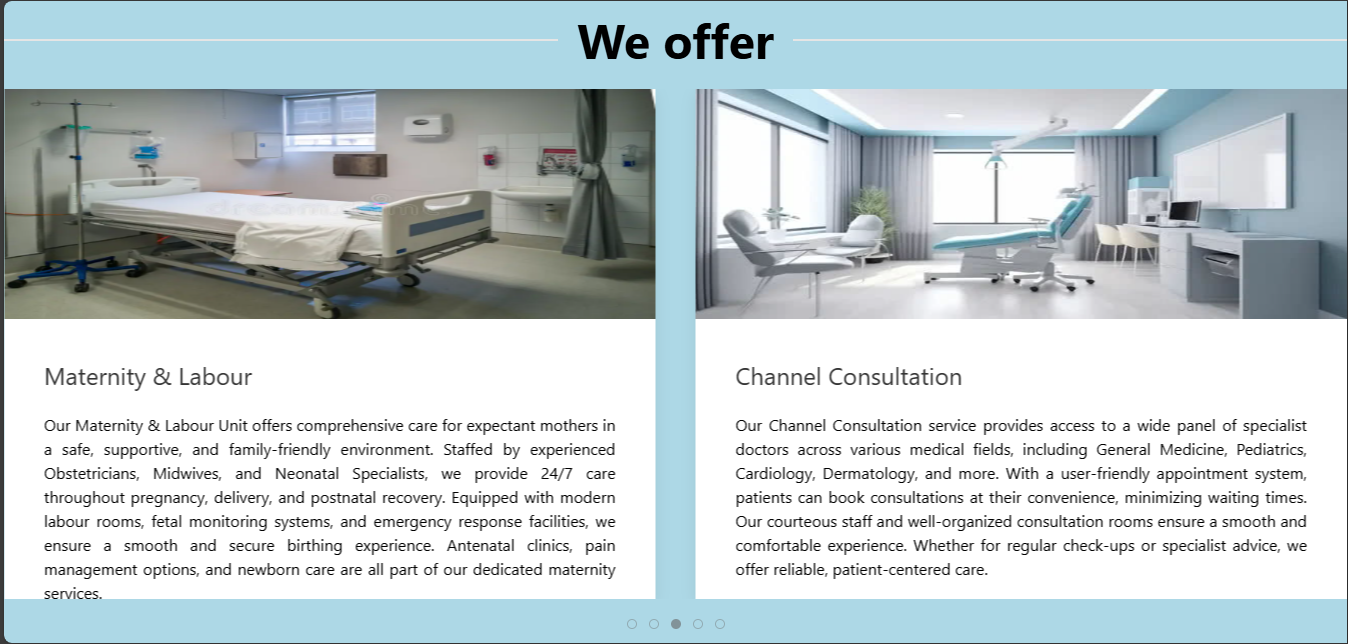 We offer
Maternity & Labour
Our Maternity & Labour Unit offers comprehensive care for expectant mothers in
a safe, supportive, and family-friendly environment. Staffed by experienced
Obstetricians, Midwives, and Neonatal Specialists, we provide 24/7 care
throughout pregnancy, delivery, and postnatal recovery. Equipped with modern
labour rooms, fetal monitoring systems, and emergency response facilities, we
ensure a smooth and secure birthing experience. Antenatal clinics, pain
management options, and newborn care are all part of our dedicated maternity
services.
Channel Consultation
Our Channel Consultation service provides access to a wide panel of specialist
doctors across various medical fields, including General Medicine, Pediatrics,
Cardiology, Dermatology, and more. With a user-friendly appointment system,
patients can book consultations at their convenience, minimizing waiting times.
Our courteous staff and well-organized consultation rooms ensure a smooth and
comfortable experience. Whether for regular check-ups or specialist advice, we
offer reliable, patient-centered care.